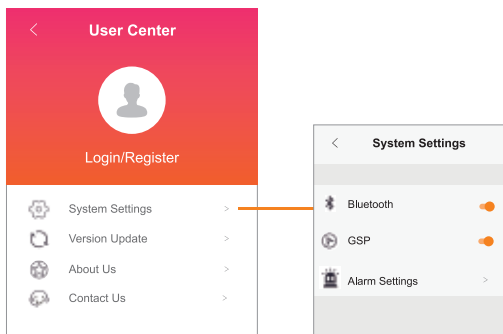 User Center
Login/Register
System Settings
Version Update
About Us
Contact Us
System Settings
Bluetooth
GSP
Alarm Settings